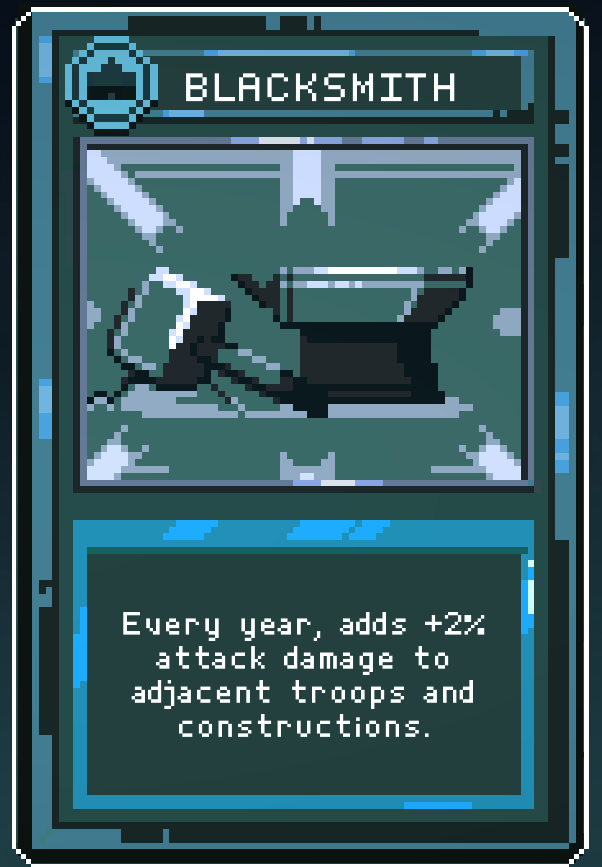 BLACKSMITH
Every year, adds +2%
attack damage to
adjacent troops and
constructions.